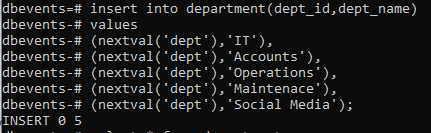 dbevents=# insert into department(dept_id,dept_name)
dbevents-# values
dbevents-# (nextval('dept'),'IT'),
dbevents-# (nextval('dept'),'Accounts'),
dbevents-# (nextval('dept'),'Operations'),
dbevents-# (nextval('dept'),'Maintenace'),
dbevents-# (nextval('dept'),'Social Media');
INSERT 0 5